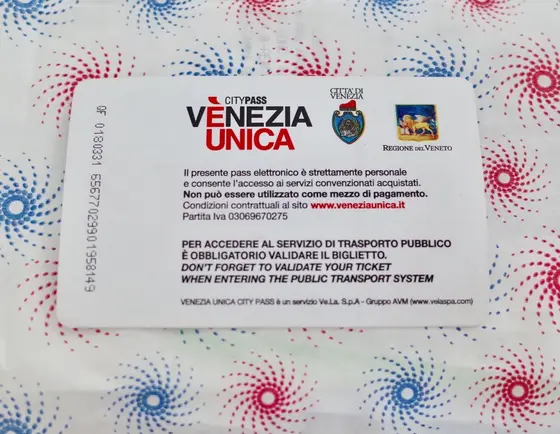 CITYPASS
VÈNEZIA
UNICA
CITTÀ DI
VENEZIA
REGIONE DEL VENETO
Il presente pass elettronico è strettamente personale
e consente l'accesso ai servizi convenzionati acquistati.
Non può essere utilizzato come mezzo di pagamento.
Condizioni contrattuali al sito www.veneziaunica.it
Partita Iva 03069670275
PER ACCEDERE AL SERVIZIO DI TRASPORTO PUBBLICO
È OBBLIGATORIO VALIDARE IL BIGLIETTO.
DON'T FORGET TO VALIDATE YOUR TICKET
WHEN ENTERING THE PUBLIC TRANSPORT SYSTEM
VENEZIA UNICA CITY PASS è un servizio Ve.La. S.p.A - Gruppo AVM (www.velaspa.com)
QF 0180331 55677029901958149